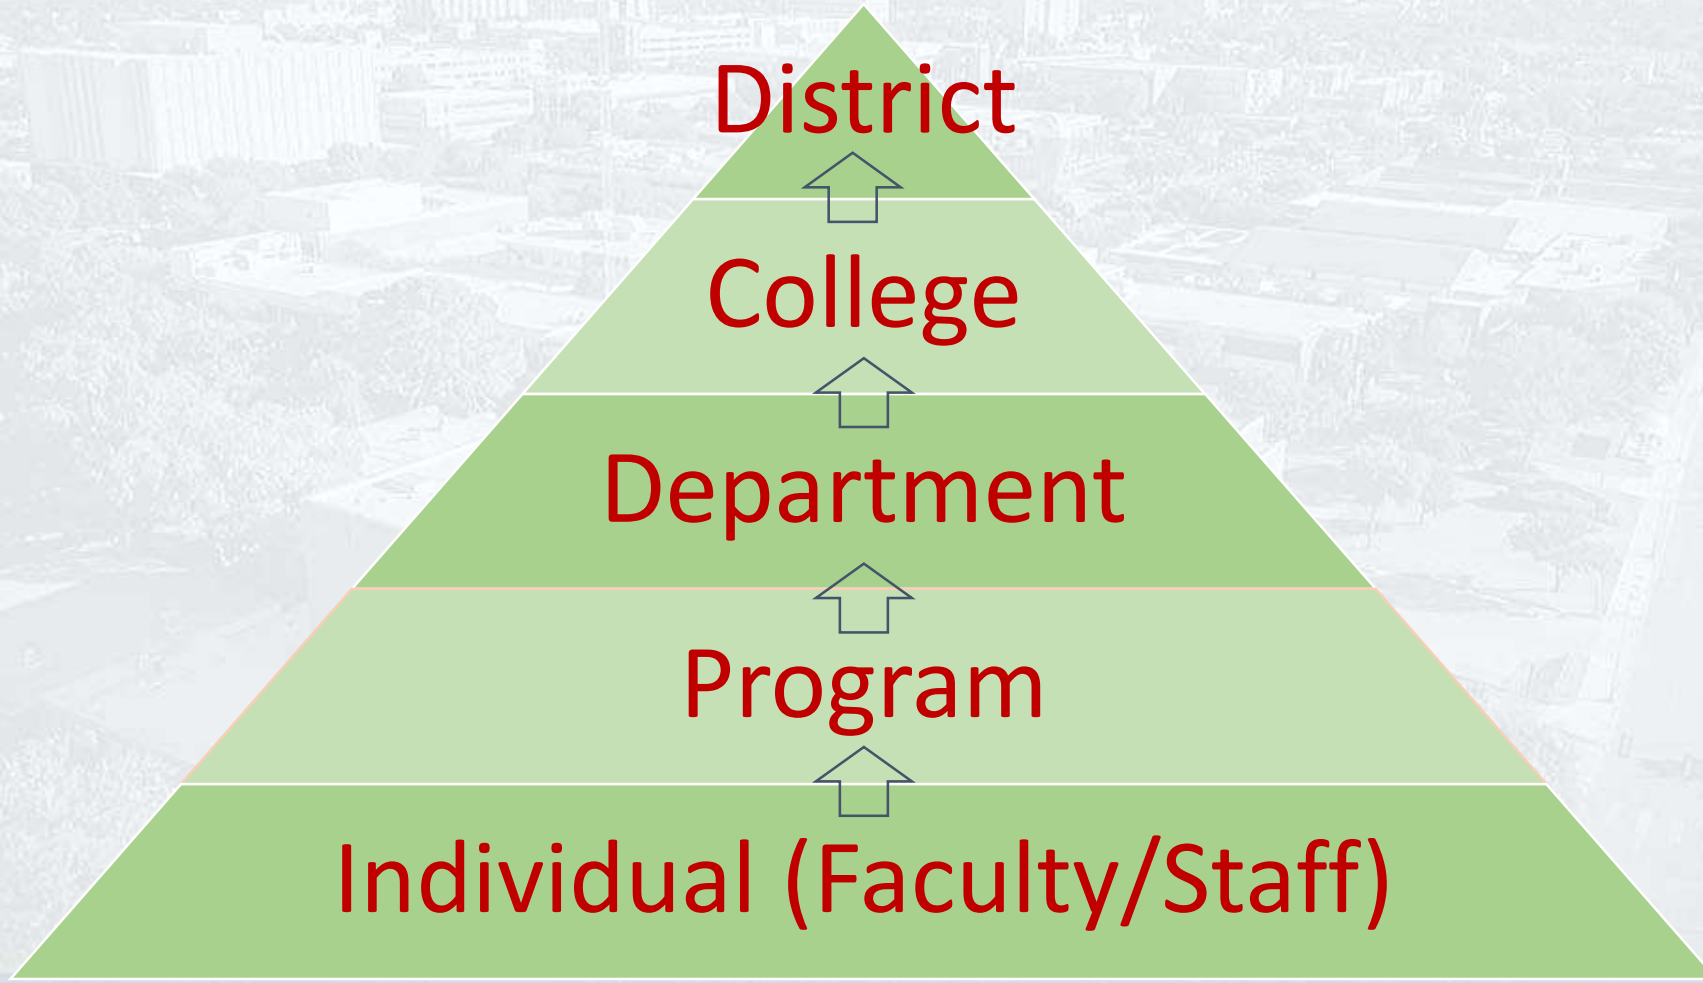 District
College
Department
Program
Individual (Faculty/Staff)